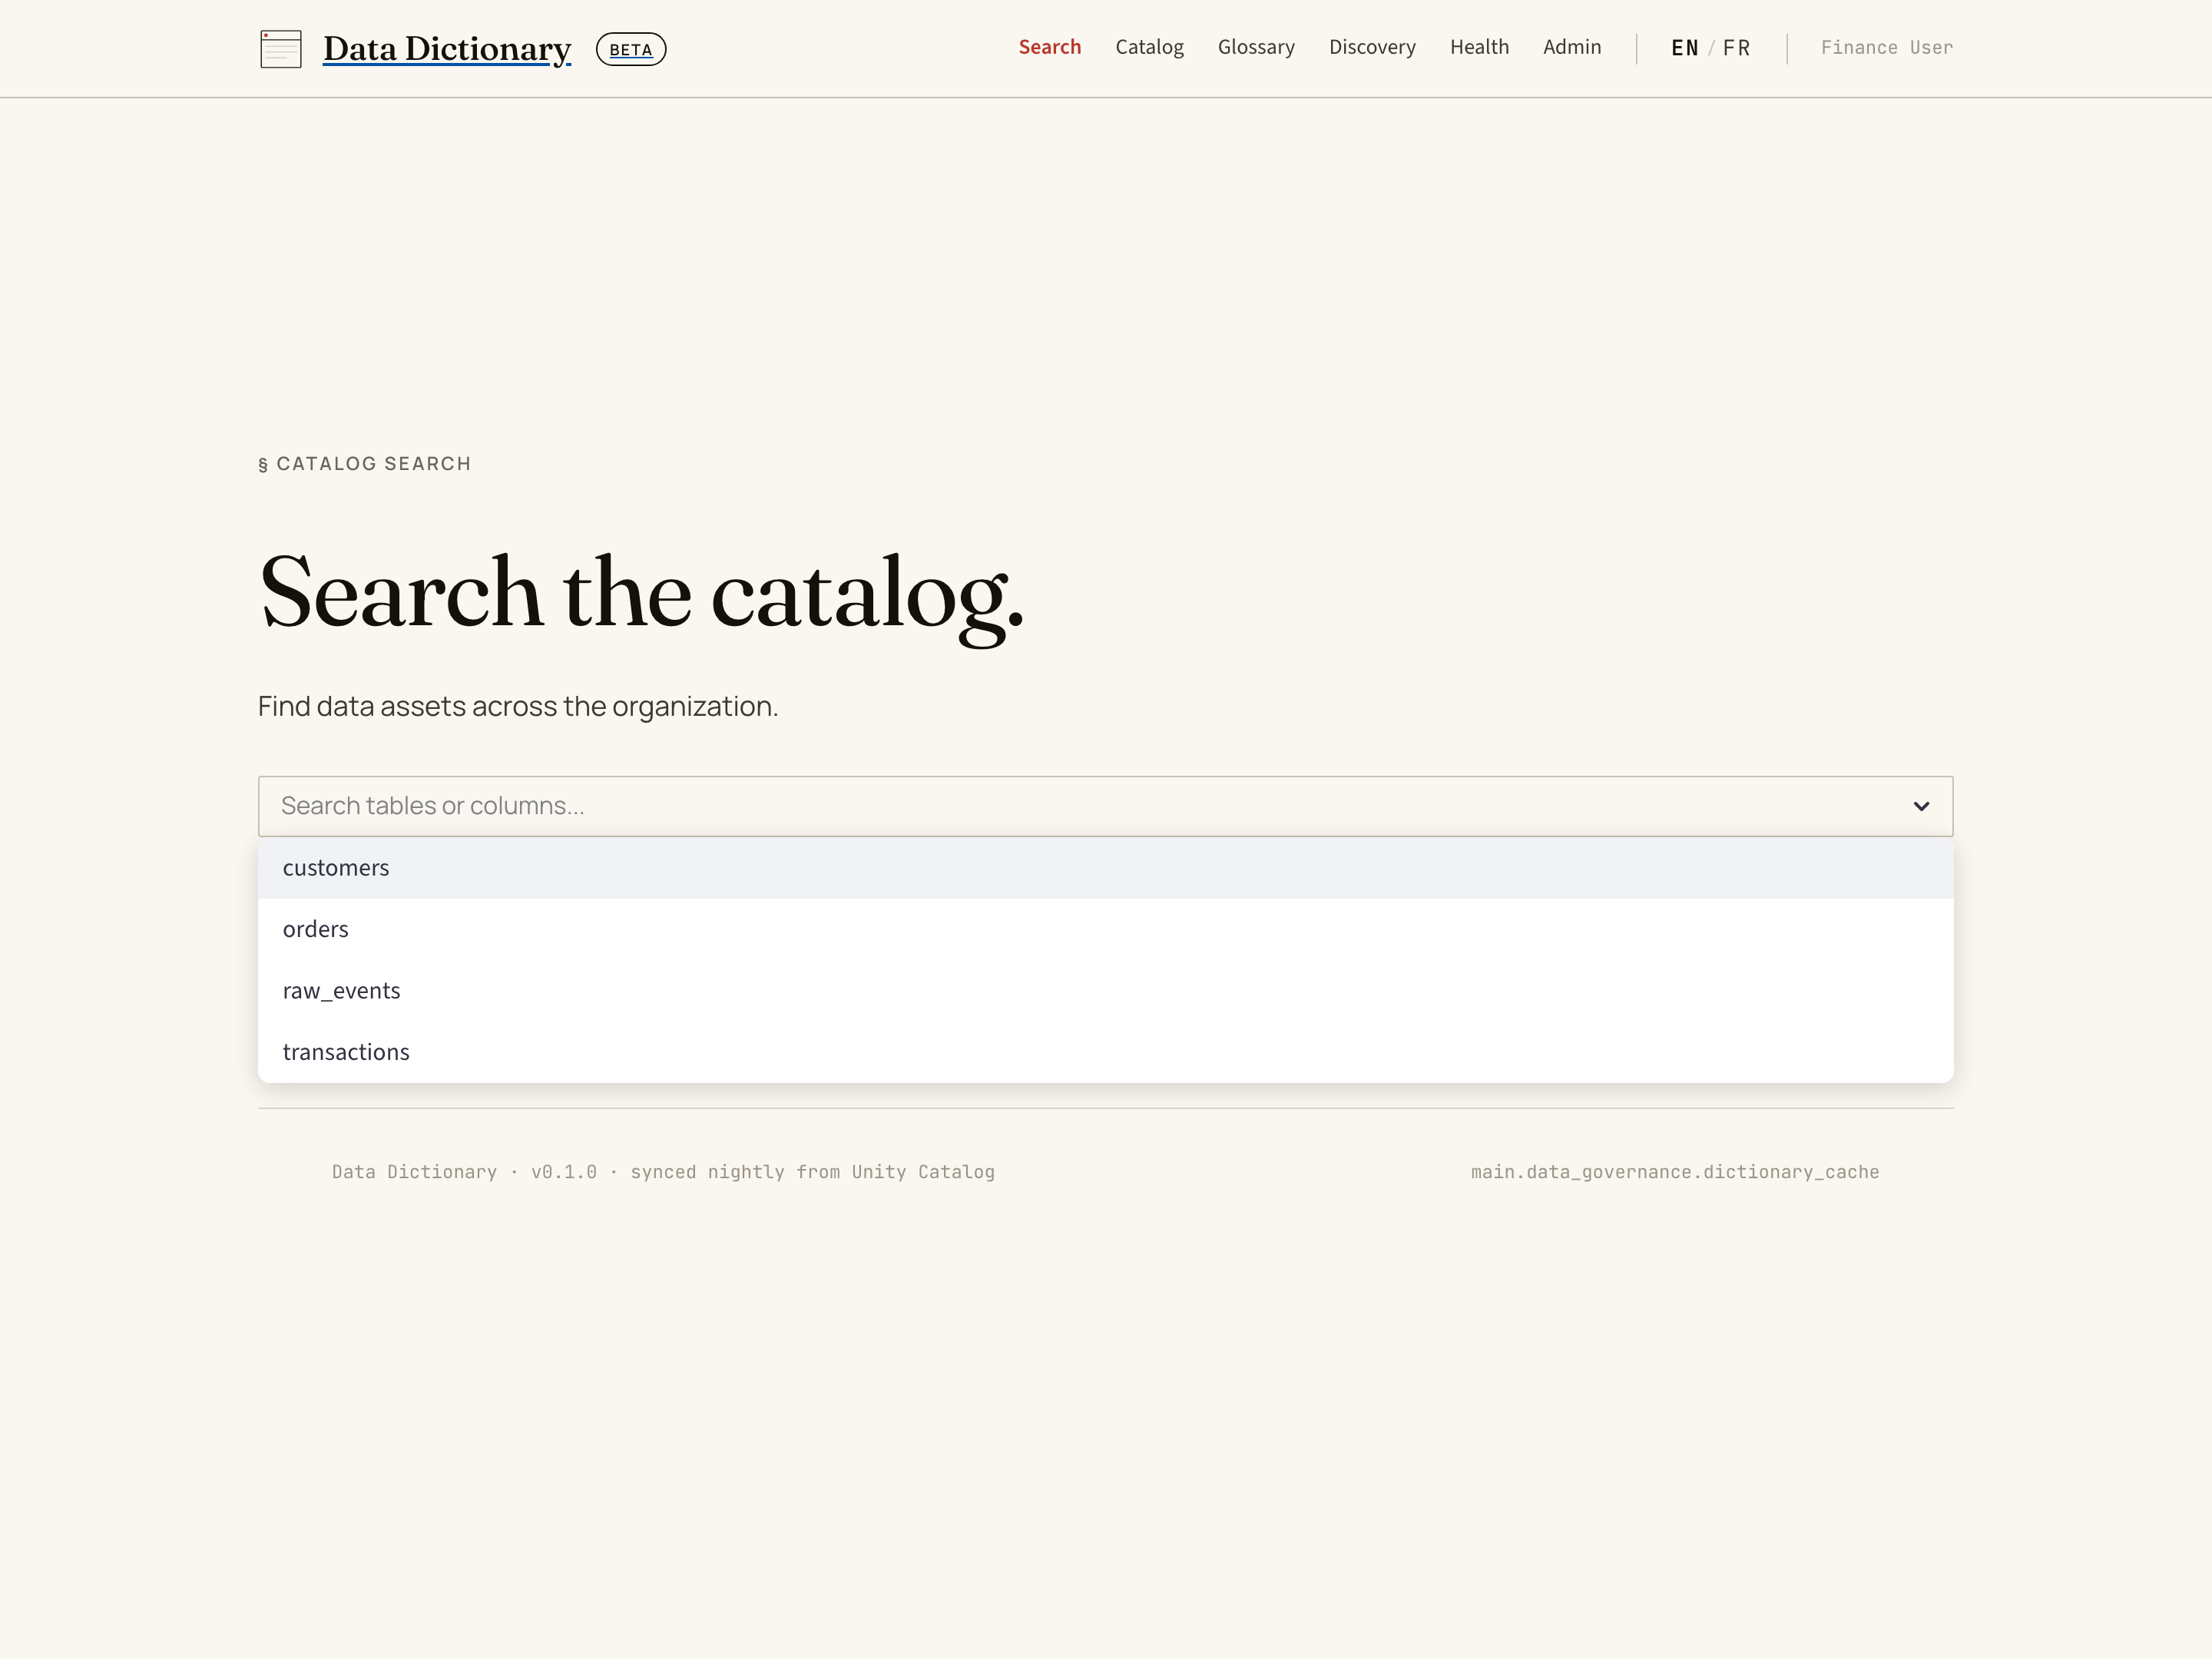 Data Dictionary BETA Search Catalog Glossary Discovery Health Admin EN / FR Finance User
§ CATALOG SEARCH
Search the catalog.
Find data assets across the organization.
Search tables or columns...
customers
orders
raw_events
transactions
Data Dictionary · v0.1.0 · synced nightly from Unity Catalog main.data_governance.dictionary_cache